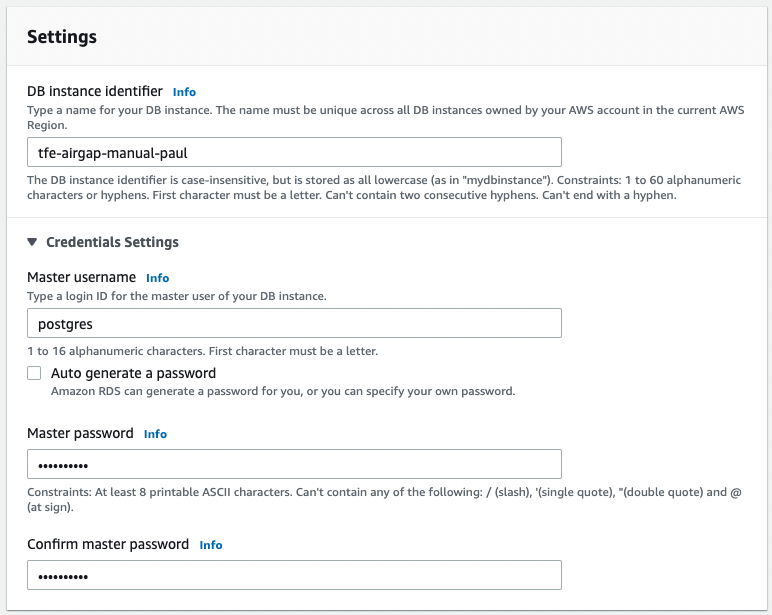 Settings
DB instance identifier Info
Type a name for your DB instance. The name must be unique across all DB instances owned by your AWS account in the current AWS
Region.
tfe-airgap-manual-paul
The DB instance identifier is case-insensitive, but is stored as all lowercase (as in "mydbinstance"). Constraints: 1 to 60 alphanumeric
characters or hyphens. First character must be a letter. Can't contain two consecutive hyphens. Can't end with a hyphen.
Credentials Settings
Master username Info
Type a login ID for the master user of your DB instance.
postgres
1 to 16 alphanumeric characters. First character must be a letter.
Auto generate a password
Amazon RDS can generate a password for you, or you can specify your own password.
Master password Info
••••••••••
Constraints: At least 8 printable ASCII characters. Can't contain any of the following: / (slash), '(single quote), "(double quote) and @
(at sign).
Confirm master password Info
••••••••••